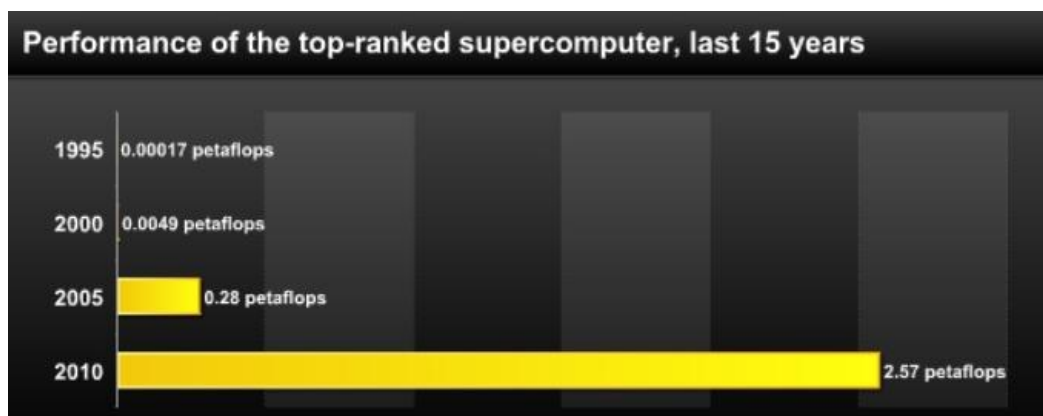 Performance of the top-ranked supercomputer, last 15 years
1995 0.00017 petaflops
2000 0.0049 petaflops
2005 0.28 petaflops
2010 2.57 petaflops